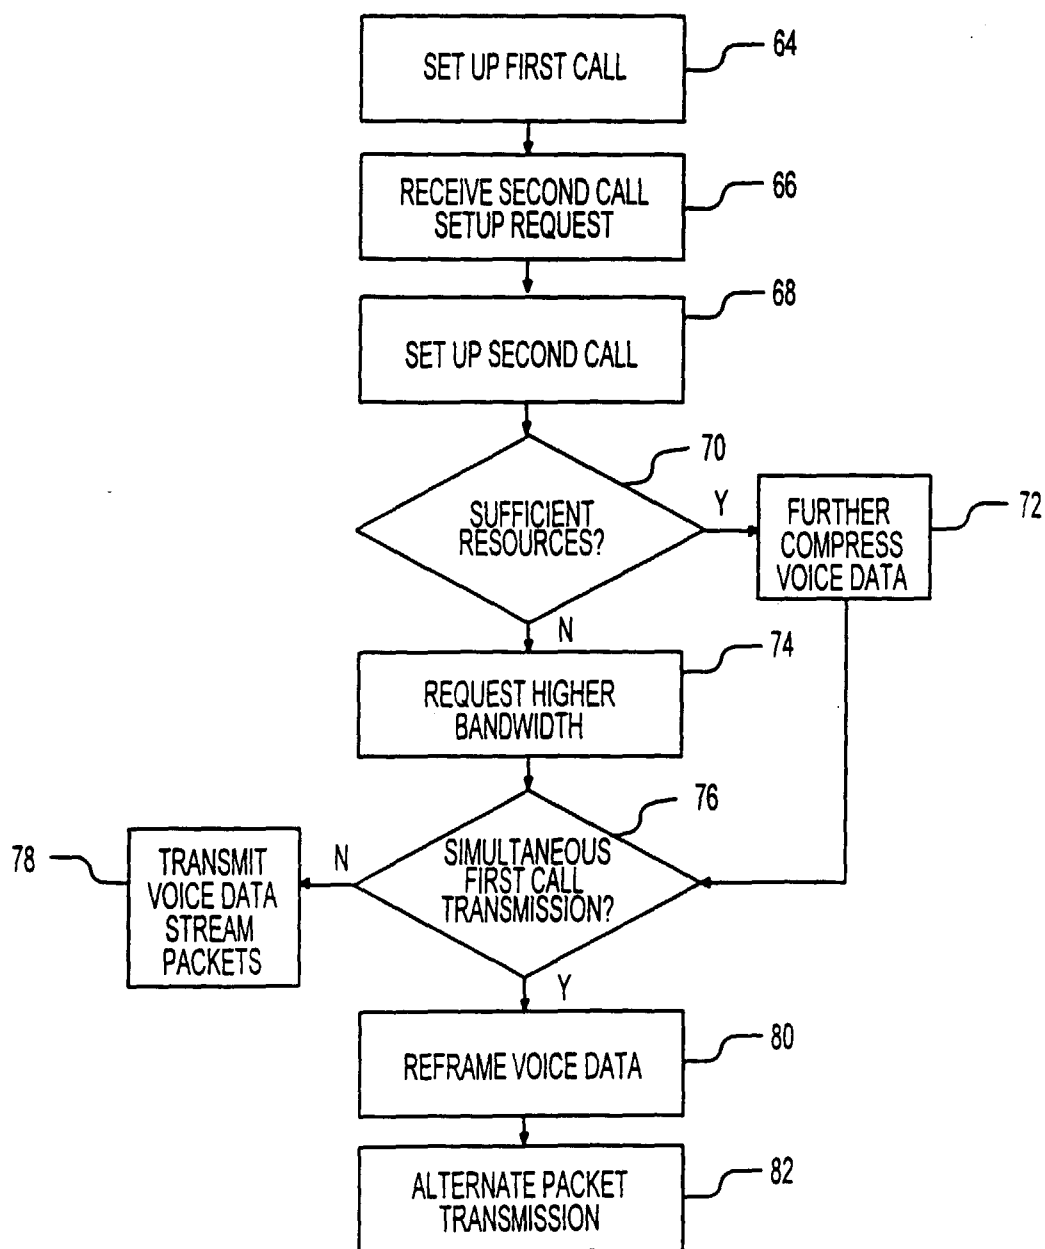 SET UP FIRST CALL
64
RECEIVE SECOND CALL
SETUP REQUEST
66
SET UP SECOND CALL
68
SUFFICIENT
RESOURCES?
70
Y
FURTHER
COMPRESS
VOICE DATA
72
N
REQUEST HIGHER
BANDWIDTH
74
SIMULTANEOUS
FIRST CALL
TRANSMISSION?
76
N
78
TRANSMIT
VOICE DATA
STREAM
PACKETS
Y
REFRAME VOICE DATA
80
ALTERNATE PACKET
TRANSMISSION
82